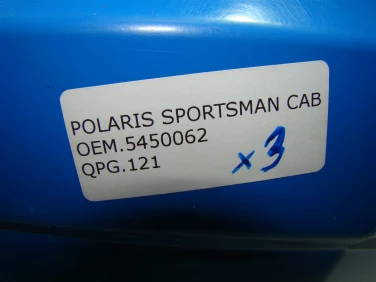 POLARIS SPORTSMAN CAB
OEM.5450062
QPG.121
x3